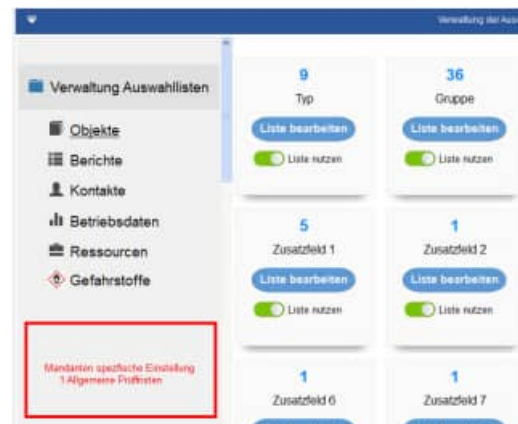 Verwaltung der Aus
Verwaltung Auswahllisten
Objekte
Berichte
Kontakte
Betriebsdaten
Ressourcen
Gefahrstoffe
Mandanten spezifische Einstellung
1 Allgemeine Prüffristen
9
Typ
Liste bearbeiten
Liste nutzen
36
Gruppe
Liste bearbeiten
Liste nutzen
5
Zusatzfeld 1
Liste bearbeiten
Liste nutzen
1
Zusatzfeld 2
Liste bearbeiten
Liste nutzen
1
Zusatzfeld 6
1
Zusatzfeld 7